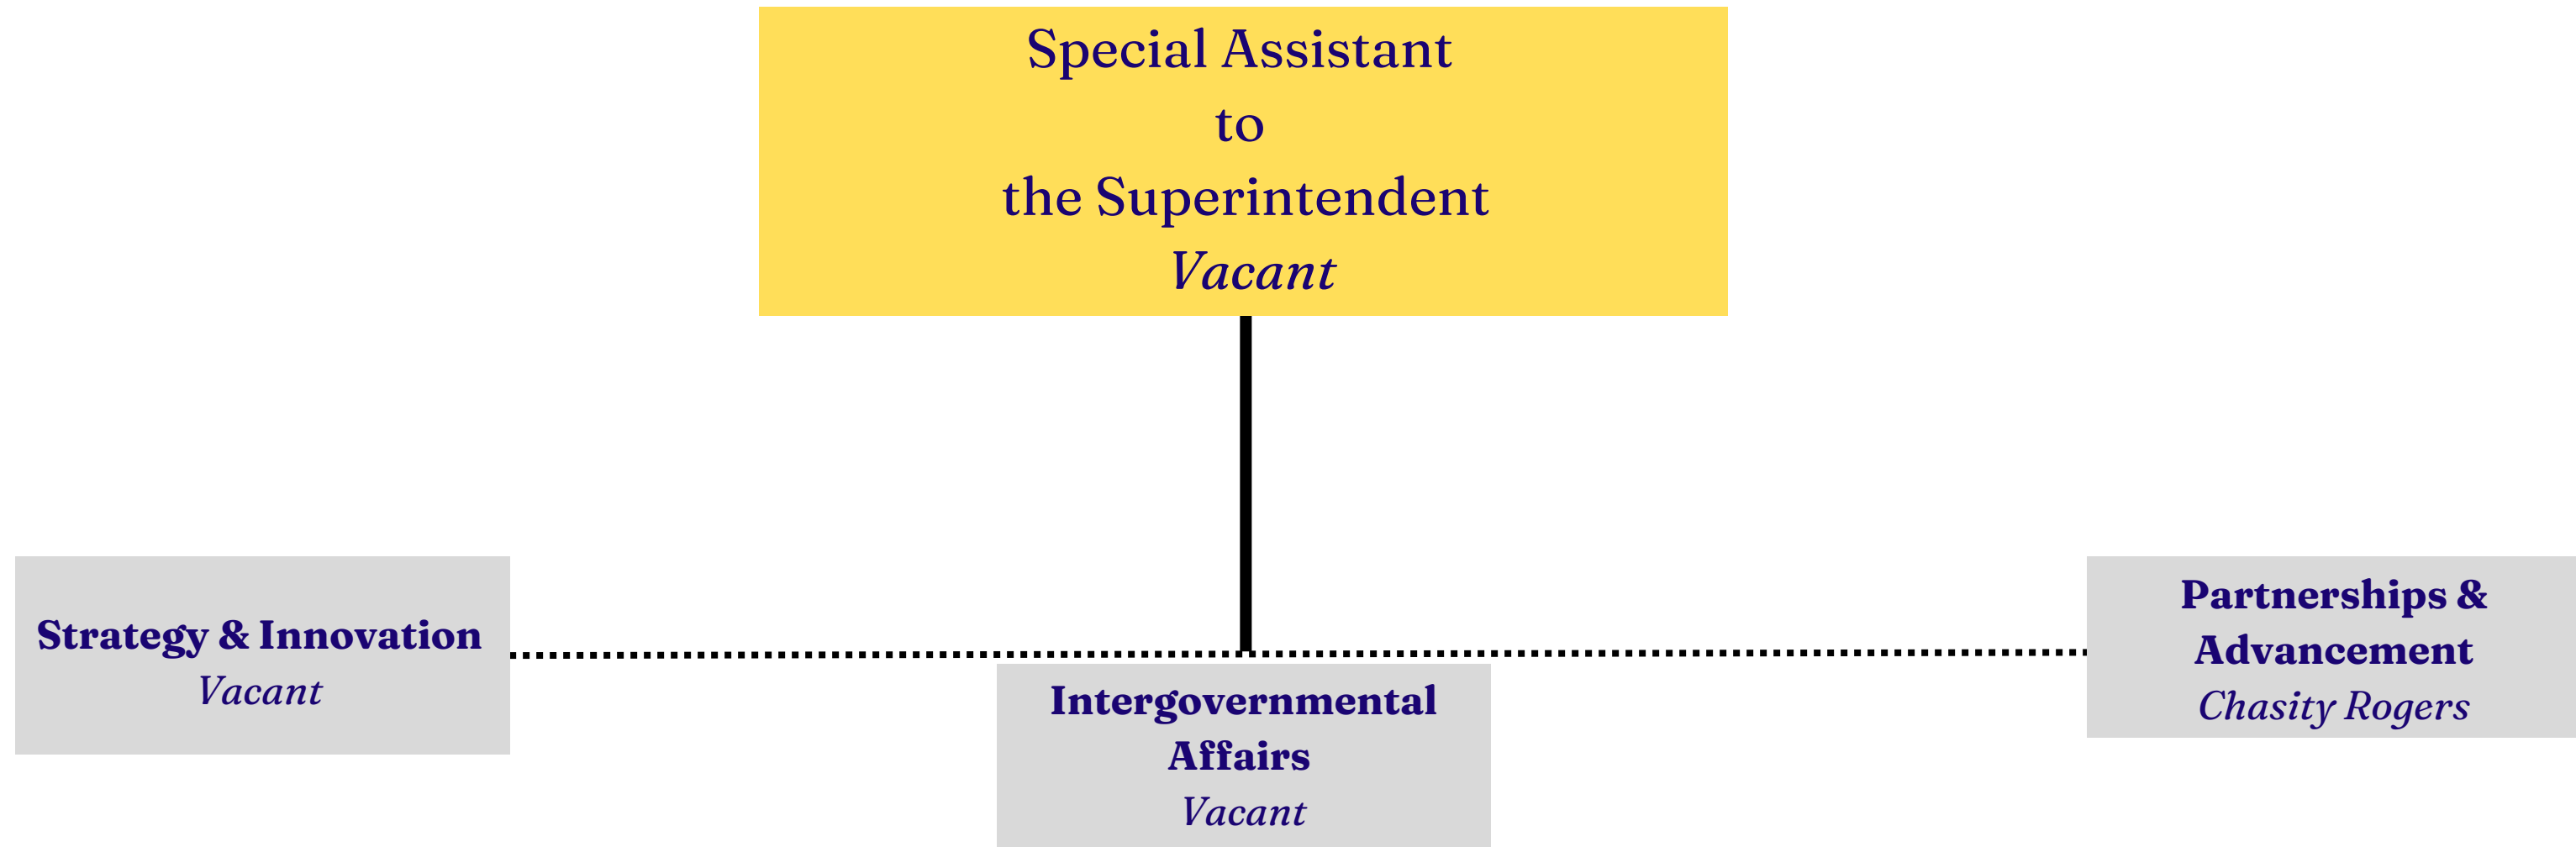 Special Assistant
to
the Superintendent
Vacant
Strategy & Innovation
Vacant
Intergovernmental
Affairs
Vacant
Partnerships &
Advancement
Chasity Rogers